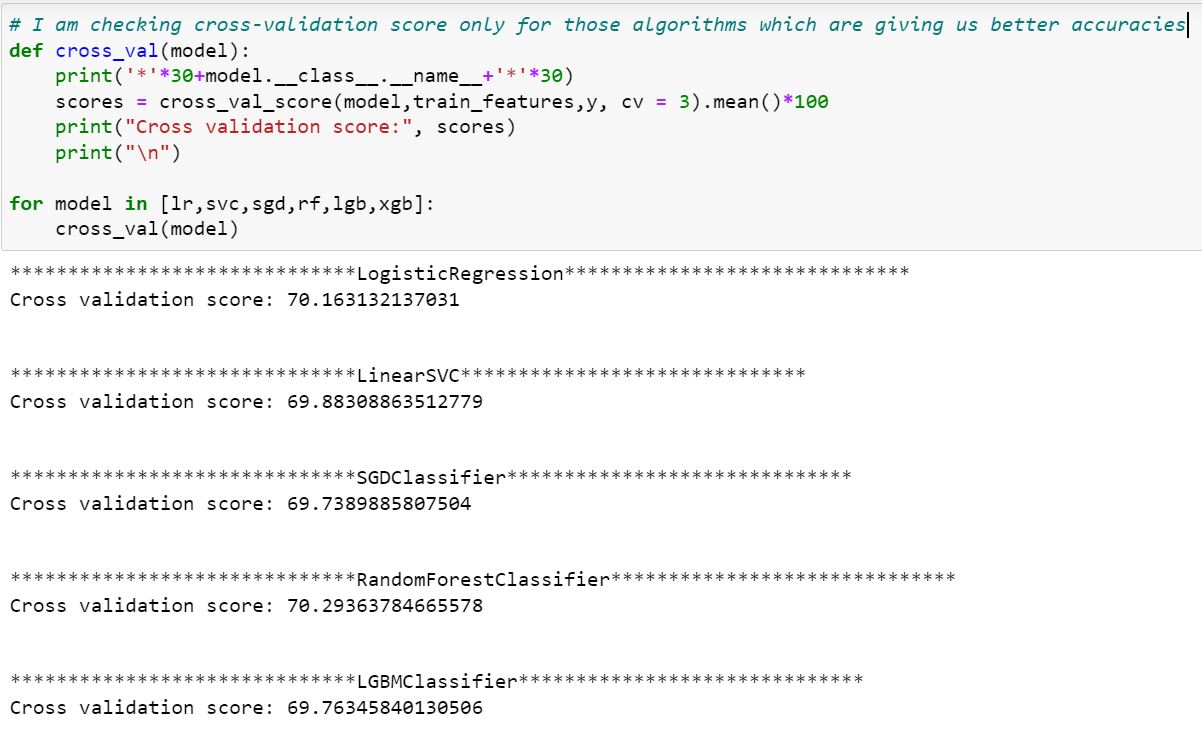 # I am checking cross-validation score only for those algorithms which are giving us better accuracies
def cross_val(model):
    print('*'*30+model.__class__.__name__+'*'*30)
    scores = cross_val_score(model,train_features,y, cv = 3).mean()*100
    print("Cross validation score:", scores)
    print("\n")
for model in [lr,svc,sgd,rf,lgb,xgb]:
    cross_val(model)
******************************LogisticRegression******************************
Cross validation score: 70.163132137031
******************************LinearSVC******************************
Cross validation score: 69.88308863512779
******************************SGDClassifier******************************
Cross validation score: 69.7389885807504
******************************RandomForestClassifier******************************
Cross validation score: 70.29363784665578
******************************LGBMClassifier******************************
Cross validation score: 69.76345840130506